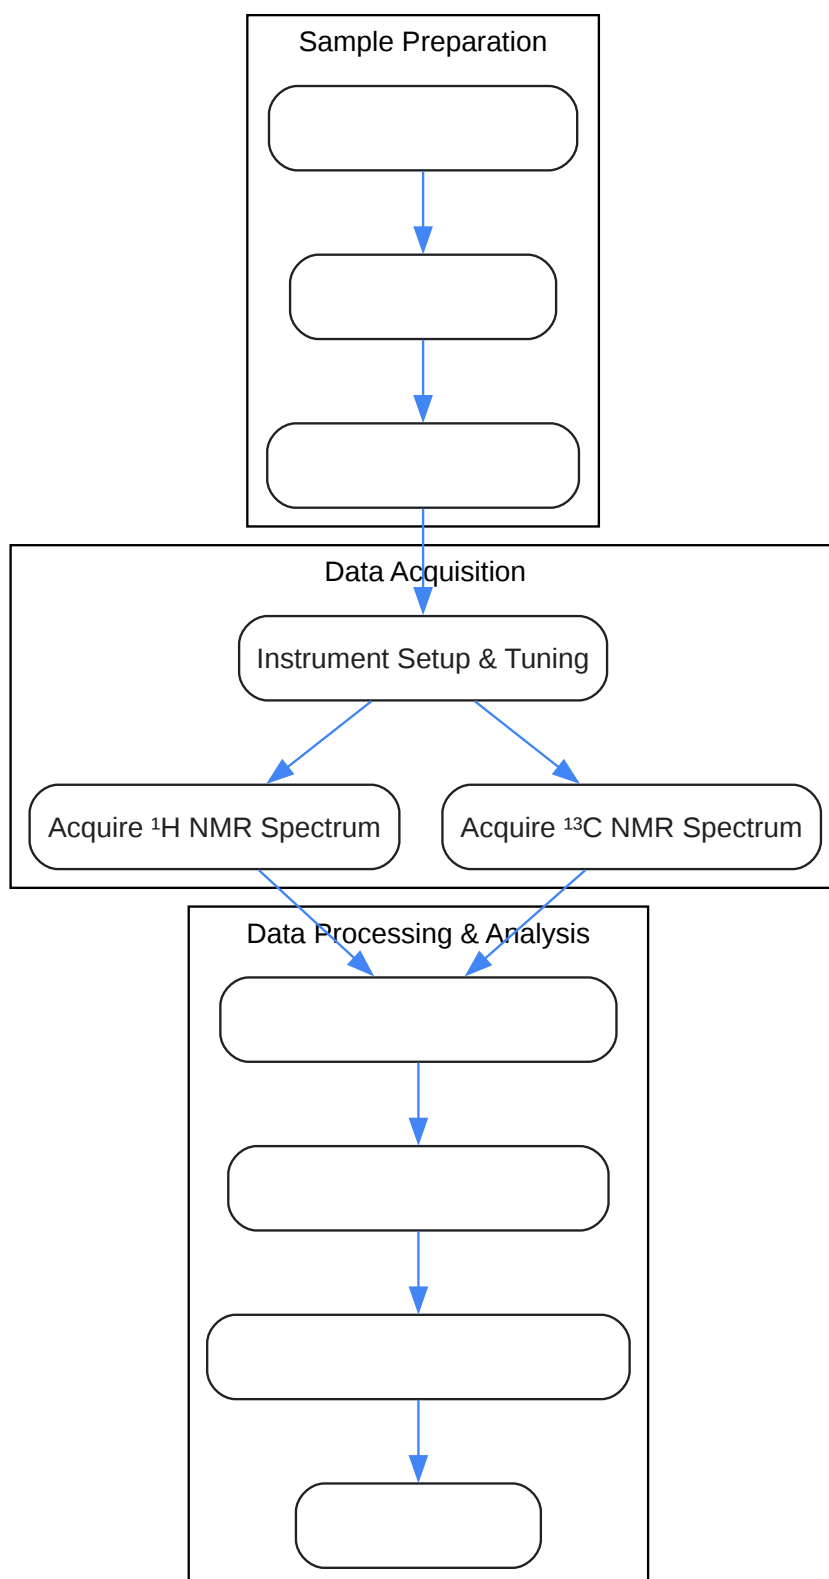 Sample Preparation
Data Acquisition
Instrument Setup & Tuning
Acquire ¹H NMR Spectrum
Acquire ¹³C NMR Spectrum
Data Processing & Analysis